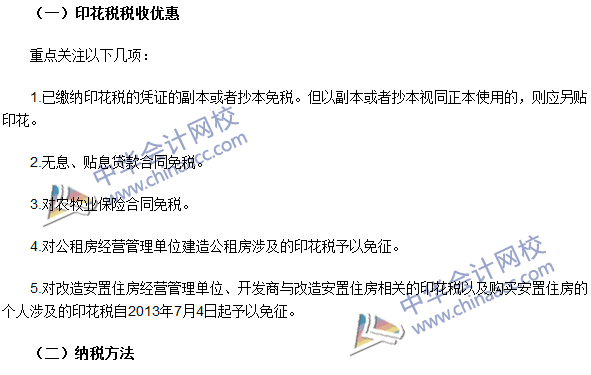 （一）印花税税收优惠
重点关注以下几项：
1.已缴纳印花税的凭证的副本或者抄本免税。但以副本或者抄本视同正本使用的，则应另贴
印花。
2.无息、贴息贷款合同免税。
3.对农牧业保险合同免税。
4.对公租房经营管理单位建造公租房涉及的印花税予以免征。
5.对改造安置住房经营管理单位、开发商与改造安置住房相关的印花税以及购买安置住房的
个人涉及的印花税自2013年7月4日起予以免征。
（二）纳税方法
中华会计网校
www.chinaacc.com
中华会计网校
www.chinaacc.com